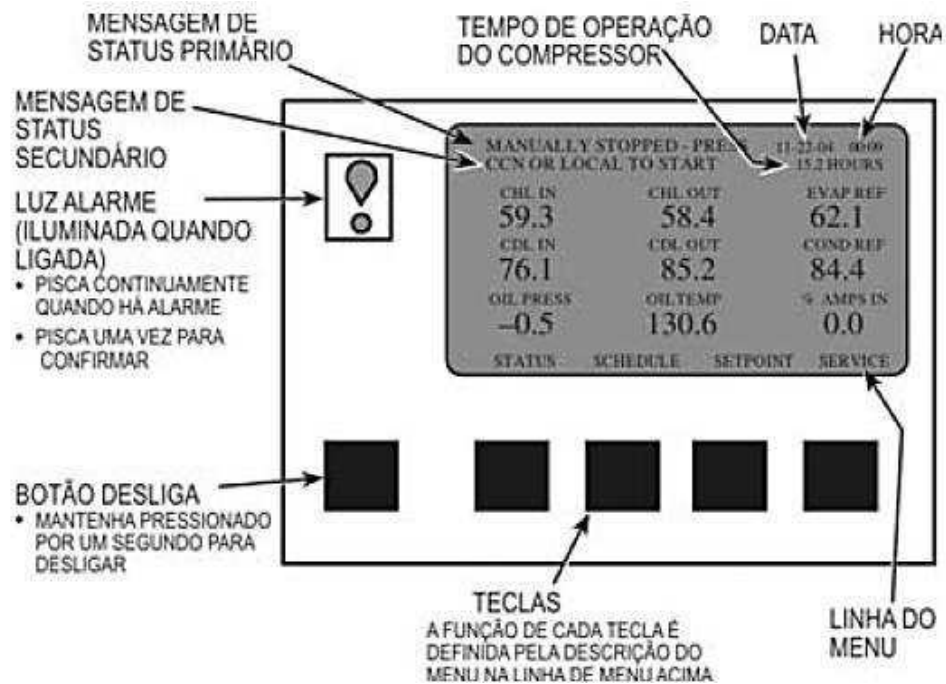 MENSAGEM DE
STATUS PRIMÁRIO
TEMPO DE OPERAÇÃO
DO COMPRESSOR
DATA
HORA
MENSAGEM DE
STATUS
SECUNDÁRIO
LUZ ALARME
(ILUMINADA QUANDO
LIGADA)
• PISCA CONTINUAMENTE
QUANDO HÁ ALARME
• PISCA UMA VEZ PARA
CONFIRMAR
MANUALLY STOPPED - PRESS 11-22-04
CCN OR LOCAL TO START 15.2 HOURS
CHL IN CHL OUT EVAP REF
59.3 58.4 62.1
CDL IN CDL OUT COND REF
76.1 85.2 84.4
OIL PRESS OIL TEMP % AMPS IN
–0.5 130.6 0.0
STATUS SCHEDULE SETPOINT SERVICE
BOTÃO DESLIGA
• MANTENHA PRESSIONADO
POR UM SEGUNDO PARA
DESLIGAR
TECLAS
A FUNÇÃO DE CADA TECLA É
DEFINIDA PELA DESCRIÇÃO DO
MENU NA LINHA DE MENU ACIMA
LINHA DO
MENU